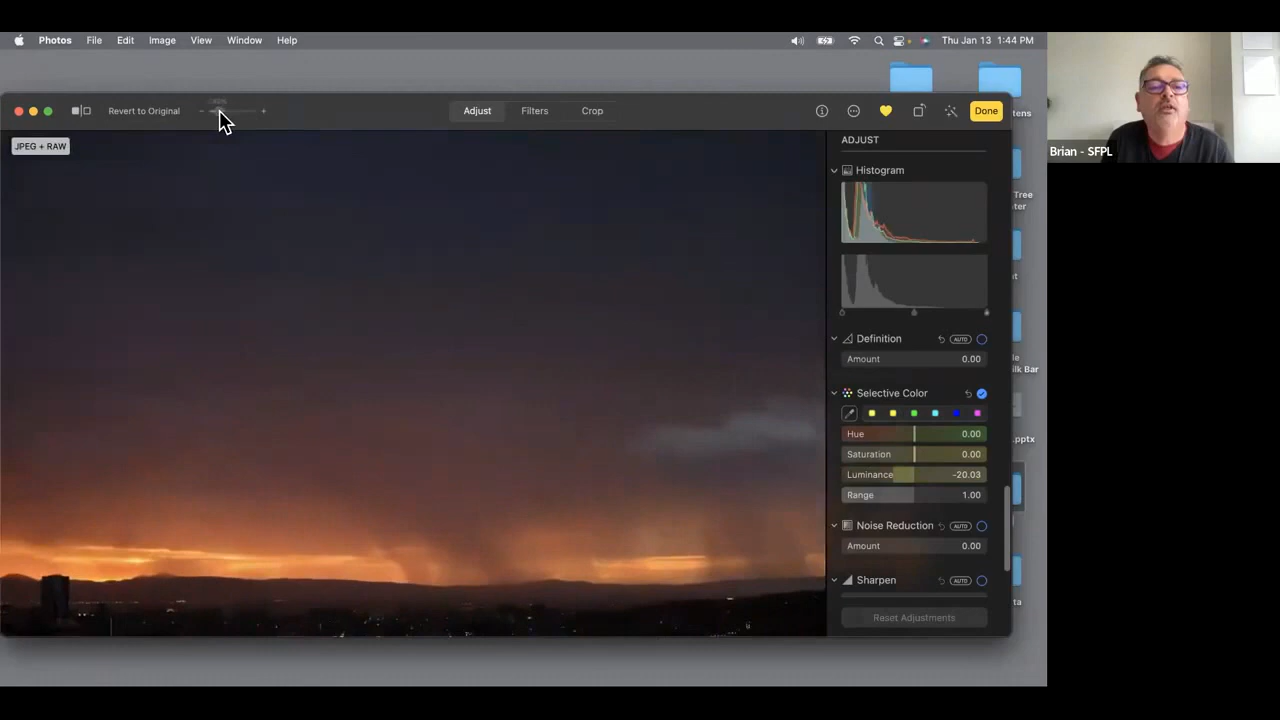 Photos File Edit Image View Window Help Thu Jan 13 1:44 PM
Revert to Original Adjust Filters Crop Done
tens
JPEG + RAW
ADJUST
Histogram
Tree
ter
nt
Definition AUTO
Amount 0.00
ilk Bar
Selective Color
Hue 0.00
.pptx
Saturation 0.00
Luminance -20.03
Range 1.00
Noise Reduction AUTO
Amount 0.00
Sharpen AUTO
ta
Reset Adjustments
Brian - SFPL